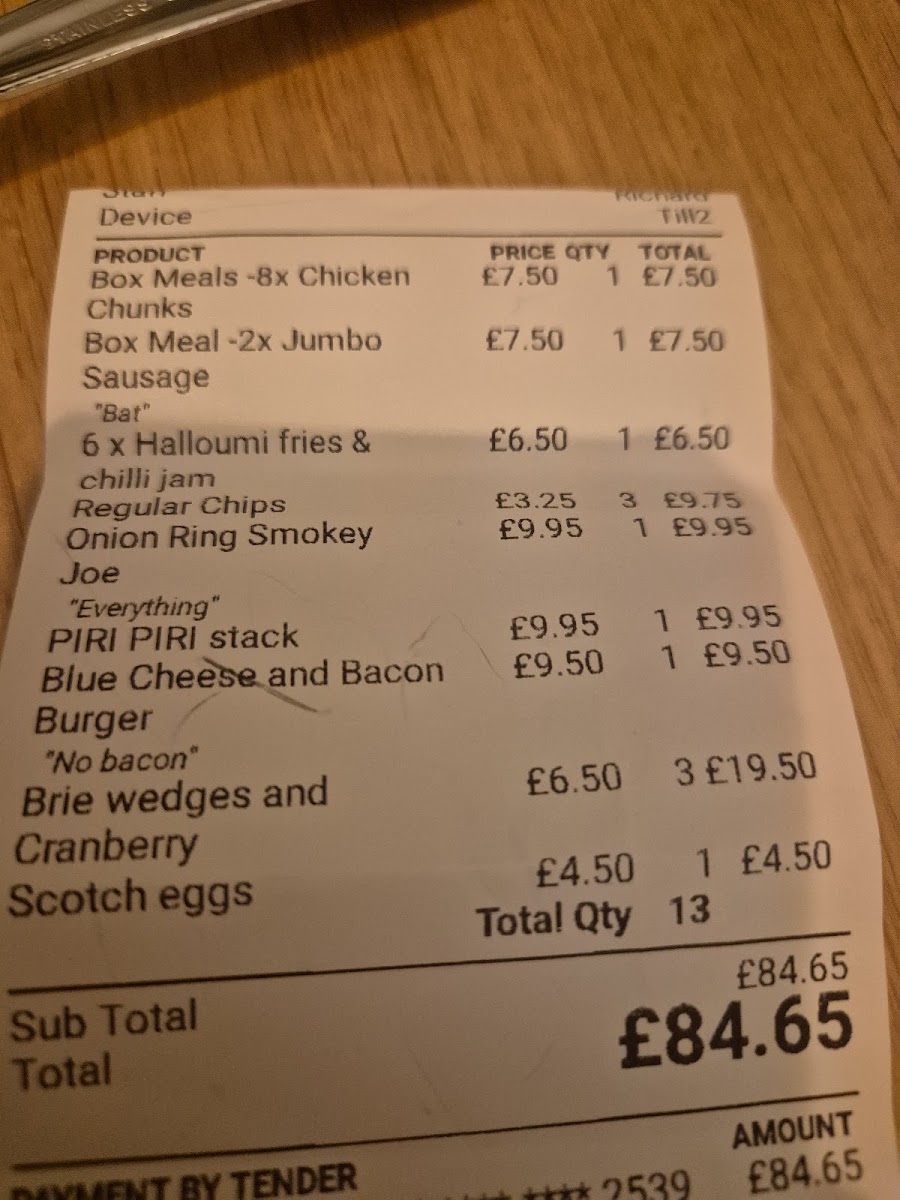 STAINLESS
Staff Richard
Device Till2
PRODUCT PRICE QTY TOTAL
Box Meals -8x Chicken £7.50 1 £7.50
Chunks
Box Meal -2x Jumbo £7.50 1 £7.50
Sausage
"Bat"
6 x Halloumi fries & £6.50 1 £6.50
chilli jam
Regular Chips £3.25 3 £9.75
Onion Ring Smokey £9.95 1 £9.95
Joe
"Everything"
PIRI PIRI stack £9.95 1 £9.95
Blue Cheese and Bacon £9.50 1 £9.50
Burger
"No bacon"
Brie wedges and £6.50 3 £19.50
Cranberry
Scotch eggs £4.50 1 £4.50
Total Qty 13
Sub Total £84.65
Total £84.65
AMOUNT
PAYMENT BY TENDER
**** 2539 £84.65